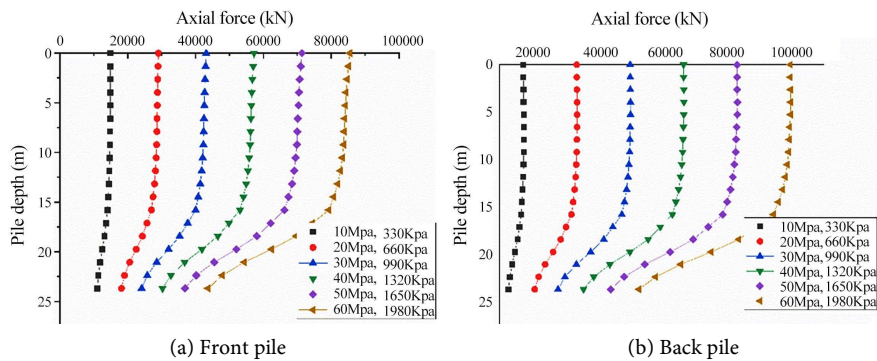 Axial force (kN)
0 20000 40000 60000 80000 100000
Pile depth (m)
0
5
10
15
20
25
10Mpa, 330Kpa
20Mpa, 660Kpa
30Mpa, 990Kpa
40Mpa, 1320Kpa
50Mpa, 1650Kpa
60Mpa, 1980Kpa
(a) Front pile
Axial force (kN)
20000 40000 60000 80000 100000
Pile depth (m)
0
5
10
15
20
25
10Mpa, 330Kpa
20Mpa, 660Kpa
30Mpa, 990Kpa
40Mpa, 1320Kpa
50Mpa, 1650Kpa
60Mpa, 1980Kpa
(b) Back pile